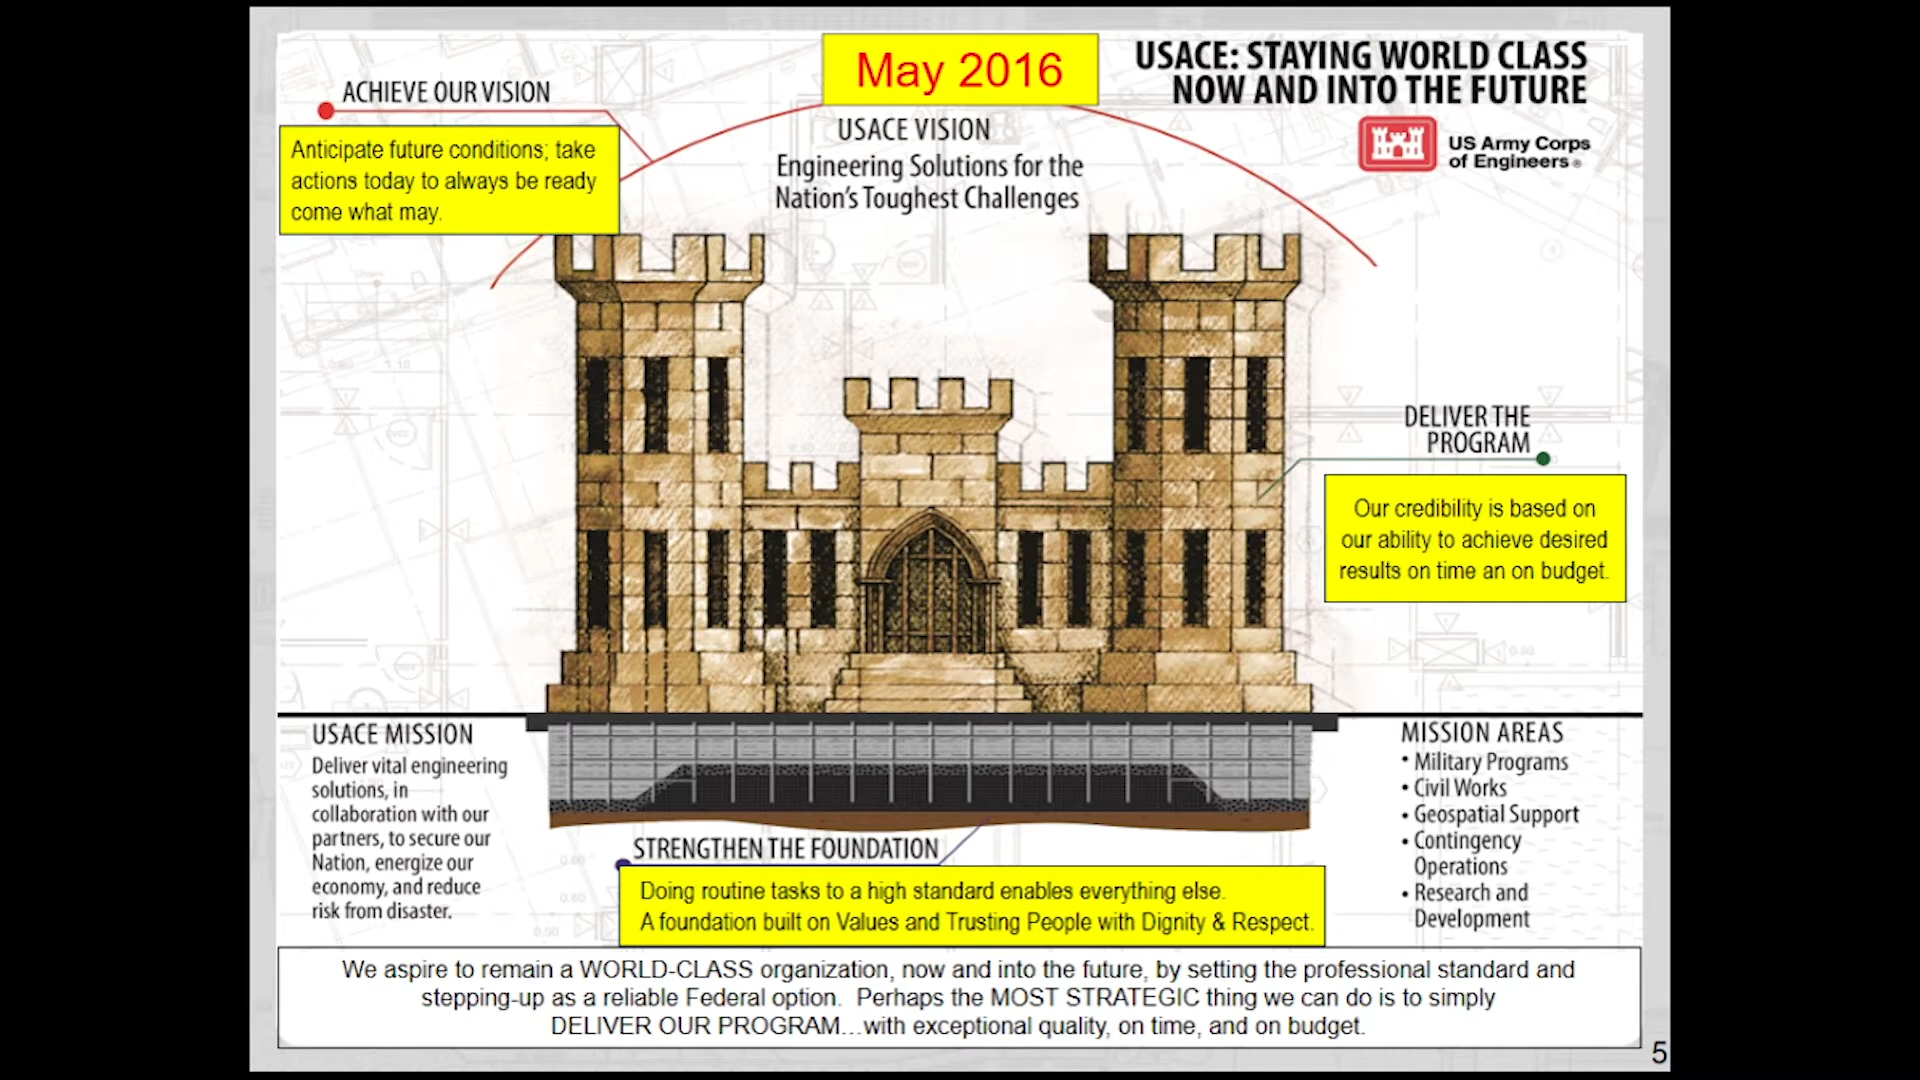 May 2016
USACE: STAYING WORLD CLASS
NOW AND INTO THE FUTURE
US Army Corps
of Engineers®
ACHIEVE OUR VISION
Anticipate future conditions; take
actions today to always be ready
come what may.
USACE VISION
Engineering Solutions for the
Nation's Toughest Challenges
DELIVER THE
PROGRAM
Our credibility is based on
our ability to achieve desired
results on time an on budget.
USACE MISSION
Deliver vital engineering
solutions, in
collaboration with our
partners, to secure our
Nation, energize our
economy, and reduce
risk from disaster.
MISSION AREAS
• Military Programs
• Civil Works
• Geospatial Support
• Contingency
Operations
• Research and
Development
STRENGTHEN THE FOUNDATION
Doing routine tasks to a high standard enables everything else.
A foundation built on Values and Trusting People with Dignity & Respect.
We aspire to remain a WORLD-CLASS organization, now and into the future, by setting the professional standard and
stepping-up as a reliable Federal option. Perhaps the MOST STRATEGIC thing we can do is to simply
DELIVER OUR PROGRAM...with exceptional quality, on time, and on budget.
5